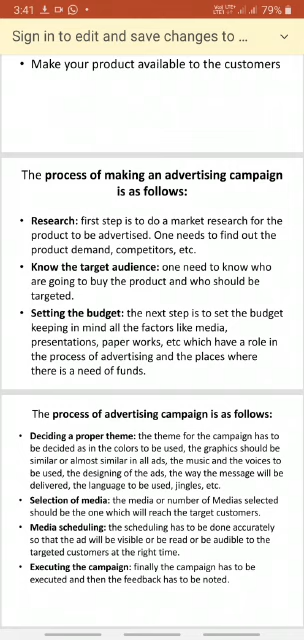 3:41
79%
Sign in to edit and save changes to ...
• Make your product available to the customers
The process of making an advertising campaign
is as follows:
• Research: first step is to do a market research for the
product to be advertised. One needs to find out the
product demand, competitors, etc.
• Know the target audience: one need to know who
are going to buy the product and who should be
targeted.
• Setting the budget: the next step is to set the budget
keeping in mind all the factors like media,
presentations, paper works, etc which have a role in
the process of advertising and the places where
there is a need of funds.
The process of advertising campaign is as follows:
• Deciding a proper theme: the theme for the campaign has to
be decided as in the colors to be used, the graphics should be
similar or almost similar in all ads, the music and the voices to
be used, the designing of the ads, the way the message will be
delivered, the language to be used, jingles, etc.
• Selection of media: the media or number of Medias selected
should be the one which will reach the target customers.
• Media scheduling: the scheduling has to be done accurately
so that the ad will be visible or be read or be audible to the
targeted customers at the right time.
• Executing the campaign: finally the campaign has to be
executed and then the feedback has to be noted.